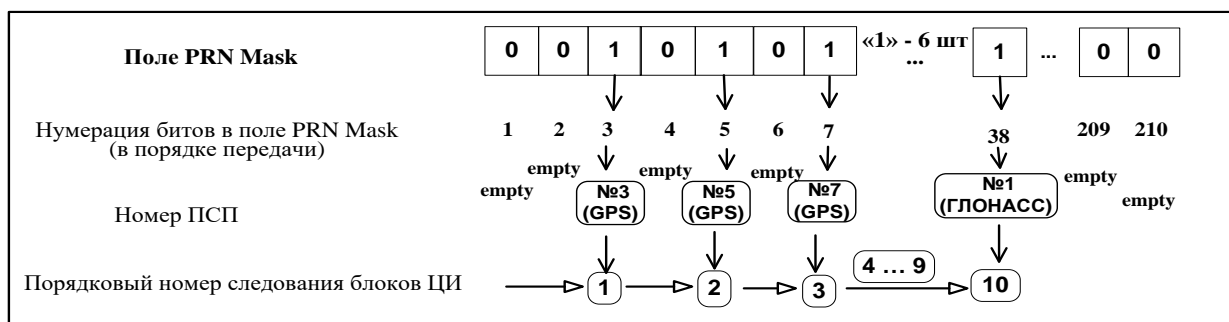 Поле PRN Mask
0 0 1 0 1 0 1 «1» - 6 шт ... 1 ... 0 0
Нумерация битов в поле PRN Mask
(в порядке передачи)
1 2 3 4 5 6 7 38 209 210
empty empty №3 (GPS) empty №5 (GPS) empty №7 (GPS) №1 (ГЛОНАСС) empty empty
Номер ПСП
Порядковый номер следования блоков ЦИ
1 2 3 4 ... 9 10